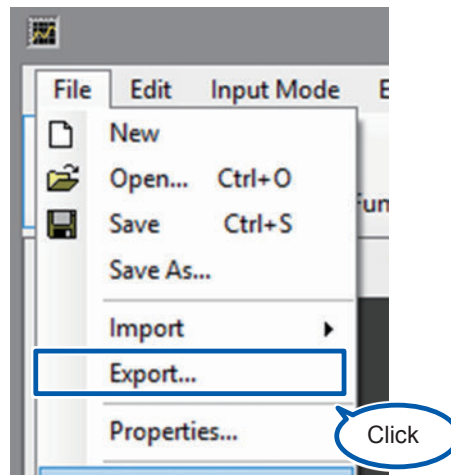 File Edit Input Mode
New
Open... Ctrl+O
Save Ctrl+S
Save As...
Import
Export...
Properties...
Click